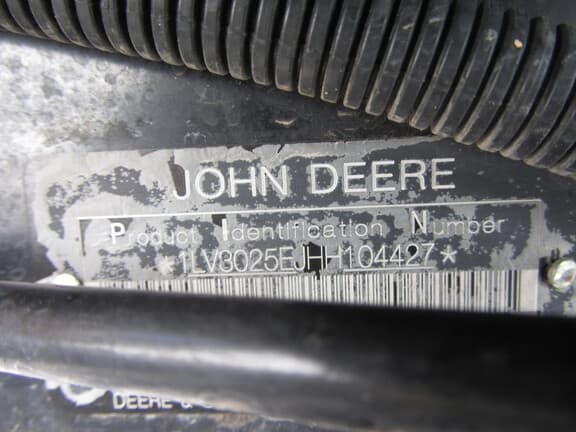 JOHN DEERE
Product Identification Number
*1LV3025EJHH104427*
DEERE &